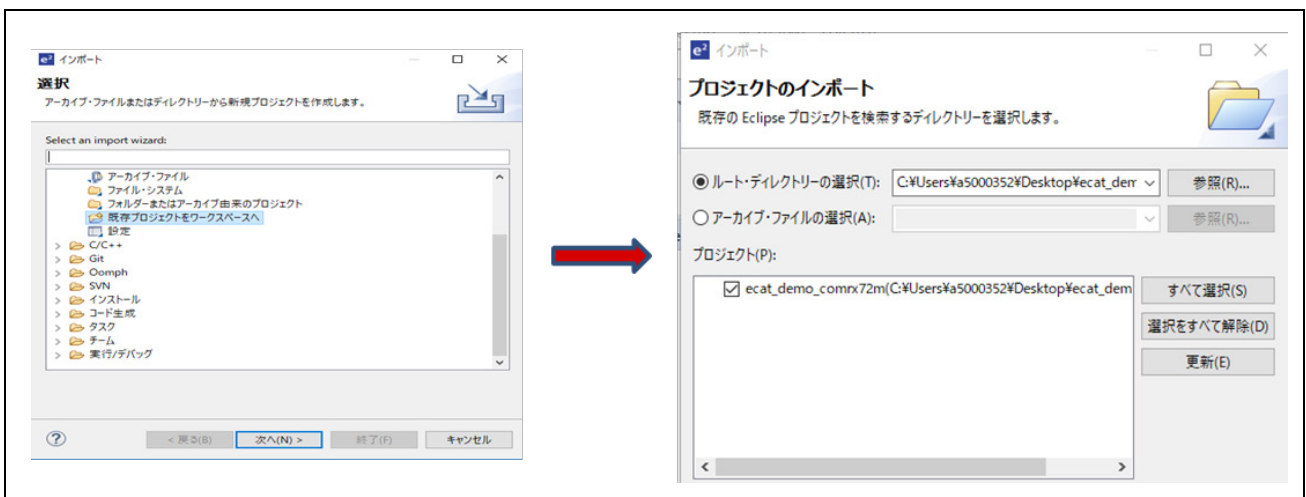 e² インポート
選択
アーカイブ・ファイルまたはディレクトリーから新規プロジェクトを作成します。
Select an import wizard:
アーカイブ・ファイル
ファイル・システム
フォルダーまたはアーカイブ由来のプロジェクト
既存プロジェクトをワークスペースへ
設定
> C/C++
> Git
> Oomph
> SVN
> インストール
> コード生成
> タスク
> チーム
> 実行/デバッグ
?
< 戻る(B) 次へ(N) > 終了(F) キャンセル
e² インポート
プロジェクトのインポート
既存の Eclipse プロジェクトを検索するディレクトリーを選択します。
ルート・ディレクトリーの選択(T): C:¥Users¥a5000352¥Desktop¥ecat_dem 参照(R)...
アーカイブ・ファイルの選択(A): 参照(R)...
プロジェクト(P):
ecat_demo_comrx72m(C:¥Users¥a5000352¥Desktop¥ecat_dem すべて選択(S)
選択をすべて解除(D)
更新(E)